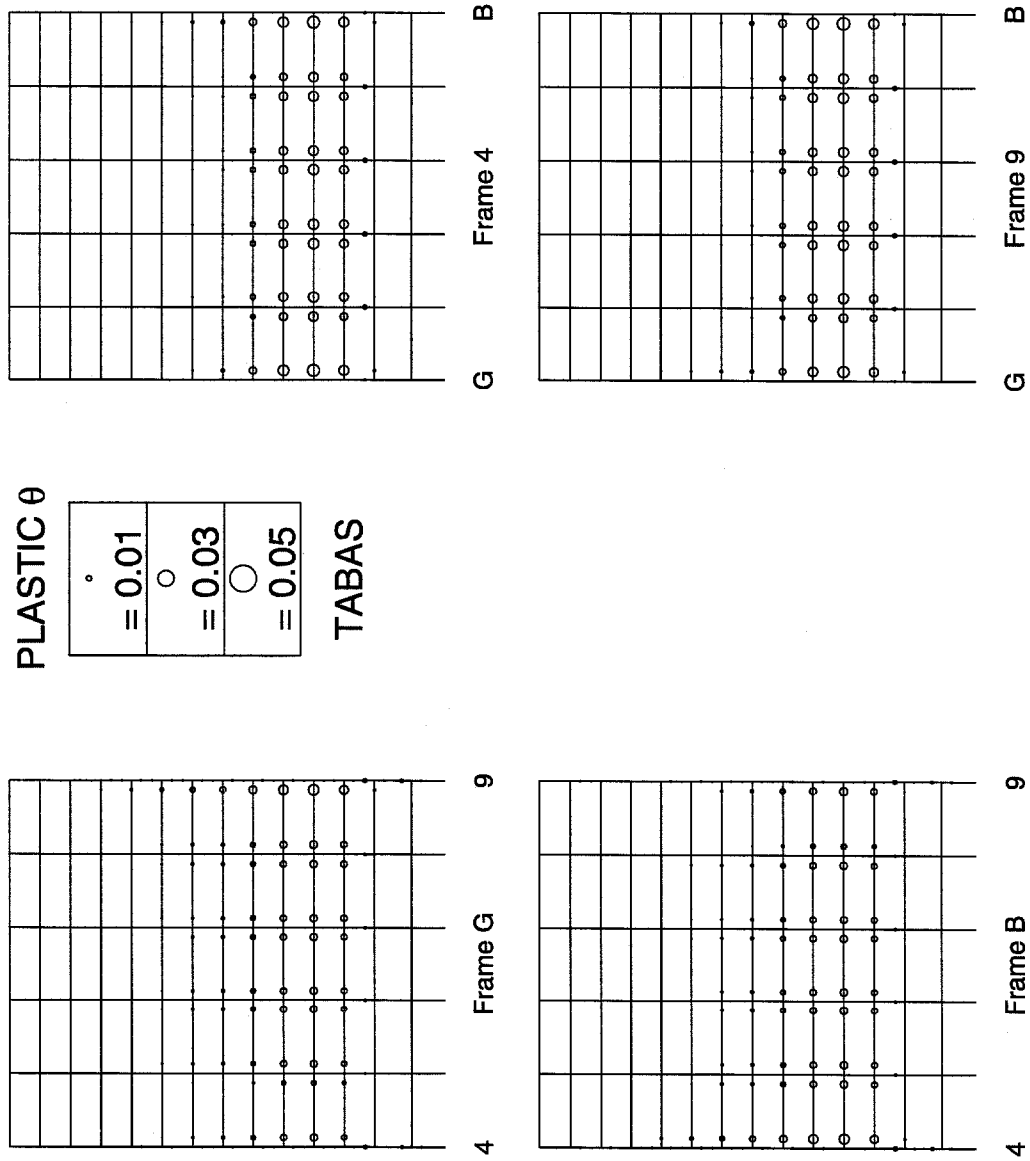 PLASTIC θ
= 0.01
= 0.03
= 0.05
TABAS
4 Frame G 9
G Frame 4 B
4 Frame B 9
G Frame 9 B